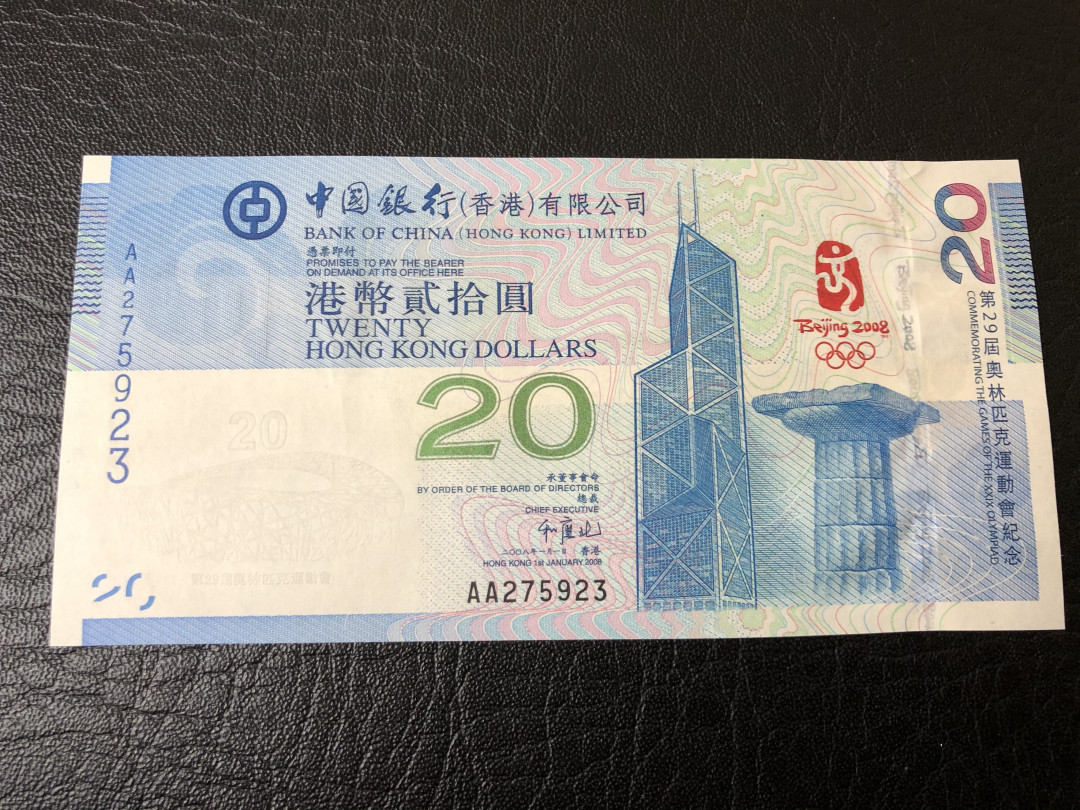 中國銀行(香港)有限公司
BANK OF CHINA (HONG KONG) LIMITED
憑票即付
PROMISES TO PAY THE BEARER
ON DEMAND AT ITS OFFICE HERE
港幣貳拾圓
TWENTY
HONG KONG DOLLARS
20
承董事會命
BY ORDER OF THE BOARD OF DIRECTORS
總裁
CHIEF EXECUTIVE
二〇〇八年一月一日 香港
HONG KONG 1st JANUARY 2008
AA275923
AA275923
20
Beijing 2008
20
第29屆奧林匹克運動會紀念
COMMEMORATING THE GAMES OF THE XXIX OLYMPIAD
Beijing 2008